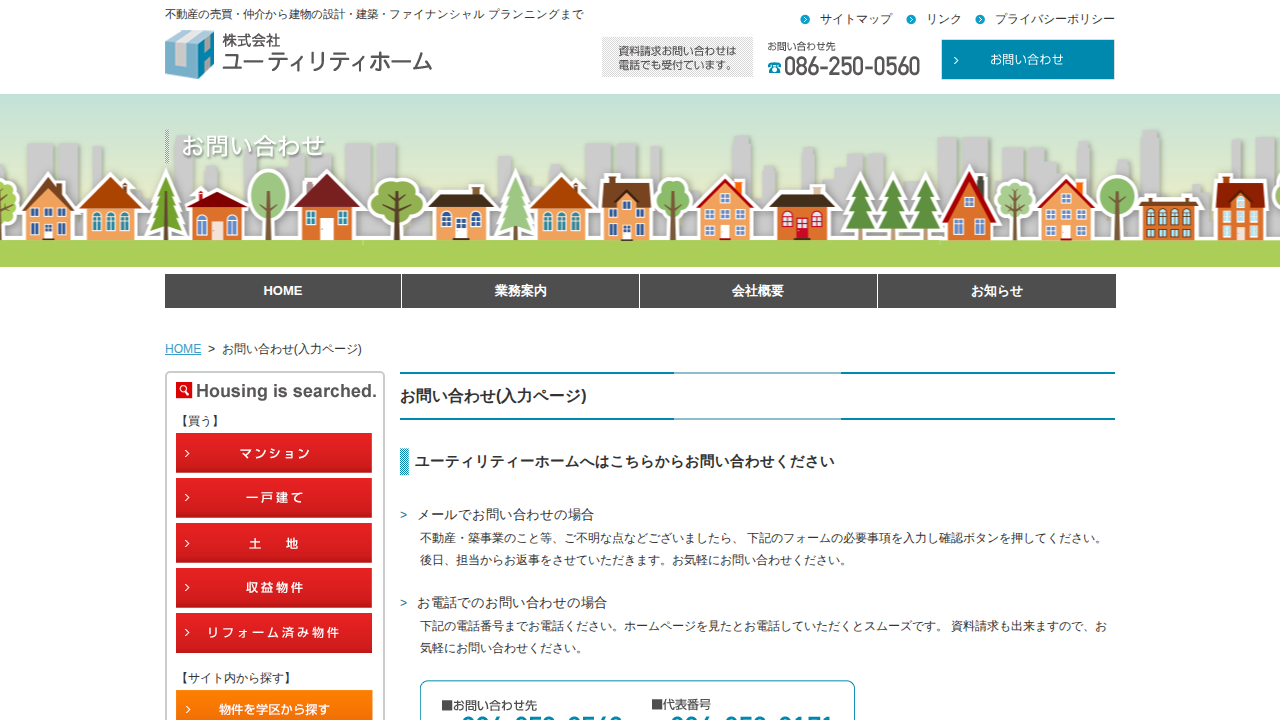 不動産の売買・仲介から建物の設計・建築・ファイナンシャル プランニングまで
サイトマップ リンク プライバシーポリシー
株式会社
ユーティリティホーム
資料請求お問い合わせは
電話でも受付ています。
お問い合わせ先
086-250-0560
お問い合わせ
お問い合わせ
HOME 業務案内 会社概要 お知らせ
HOME > お問い合わせ(入力ページ)
Housing is searched.
【買う】
マンション
一戸建て
土 地
収益物件
リフォーム済み物件
【サイト内から探す】
物件を学区から探す
お問い合わせ(入力ページ)
ユーティリティーホームへはこちらからお問い合わせください
> メールでお問い合わせの場合
不動産・築事業のこと等、ご不明な点などございましたら、 下記のフォームの必要事項を入力し確認ボタンを押してください。
後日、担当からお返事をさせていただきます。お気軽にお問い合わせください。
> お電話でのお問い合わせの場合
下記の電話番号までお電話ください。ホームページを見たとお電話していただくとスムーズです。 資料請求も出来ますので、お
気軽にお問い合わせください。
■お問い合わせ先 ■代表番号